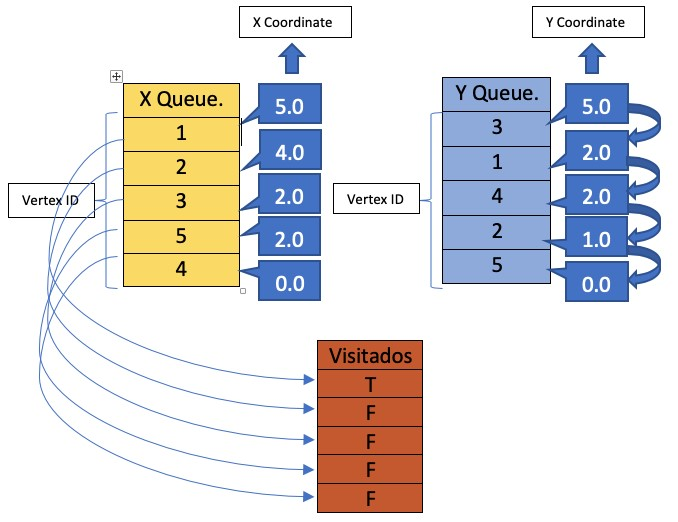 X Coordinate
Y Coordinate
X Queue.
1
2
3
5
4
5.0
4.0
2.0
2.0
0.0
Vertex ID
Y Queue.
3
1
4
2
5
5.0
2.0
2.0
1.0
0.0
Vertex ID
Visitados
T
F
F
F
F